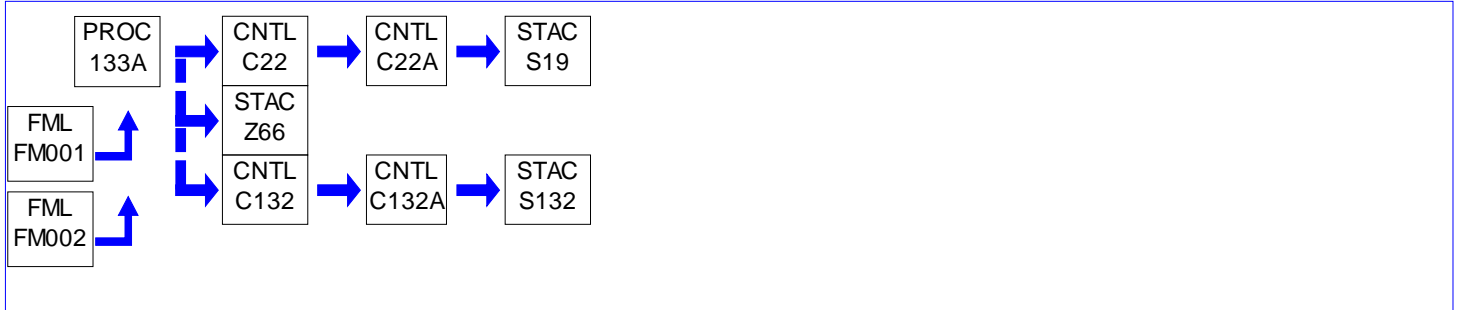 PROC
133A
CNTL
C22
CNTL
C22A
STAC
S19
STAC
Z66
FML
FM001
CNTL
C132
CNTL
C132A
STAC
S132
FML
FM002